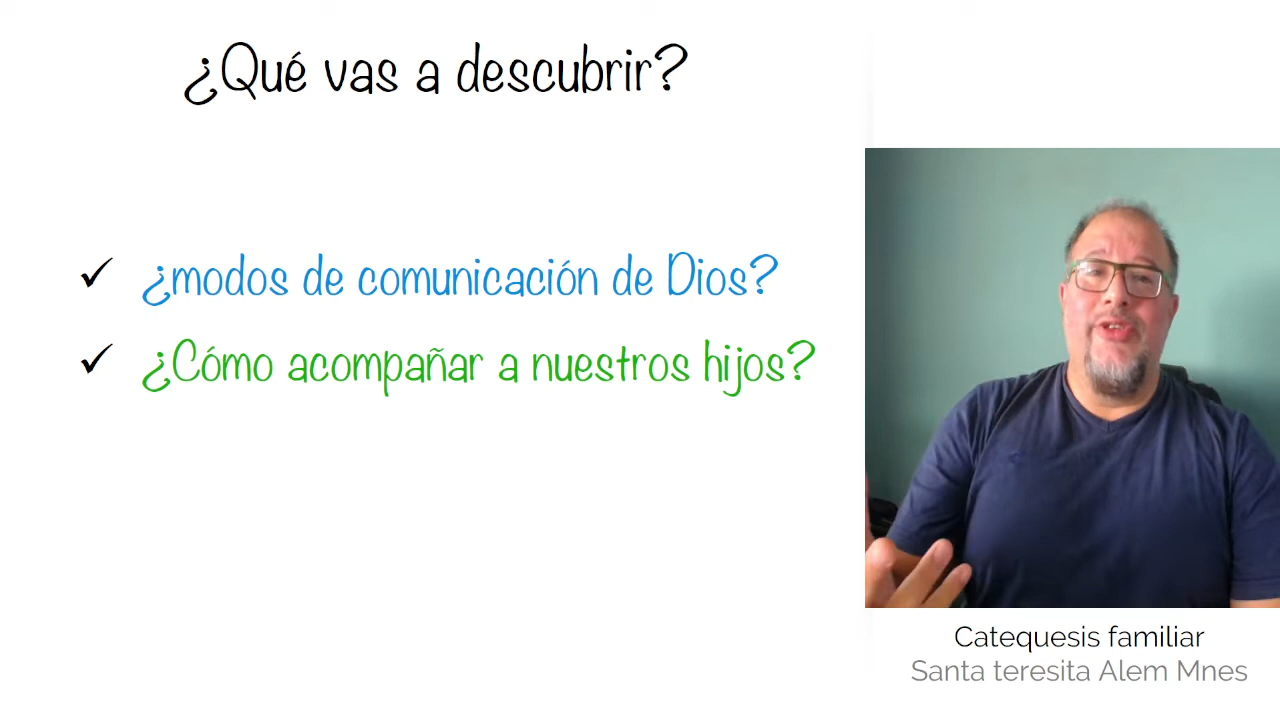 ¿Qué vas a descubrir?
✓ ¿modos de comunicación de Dios?
✓ ¿Cómo acompañar a nuestros hijos?
Catequesis familiar
Santa teresita Alem Mnes